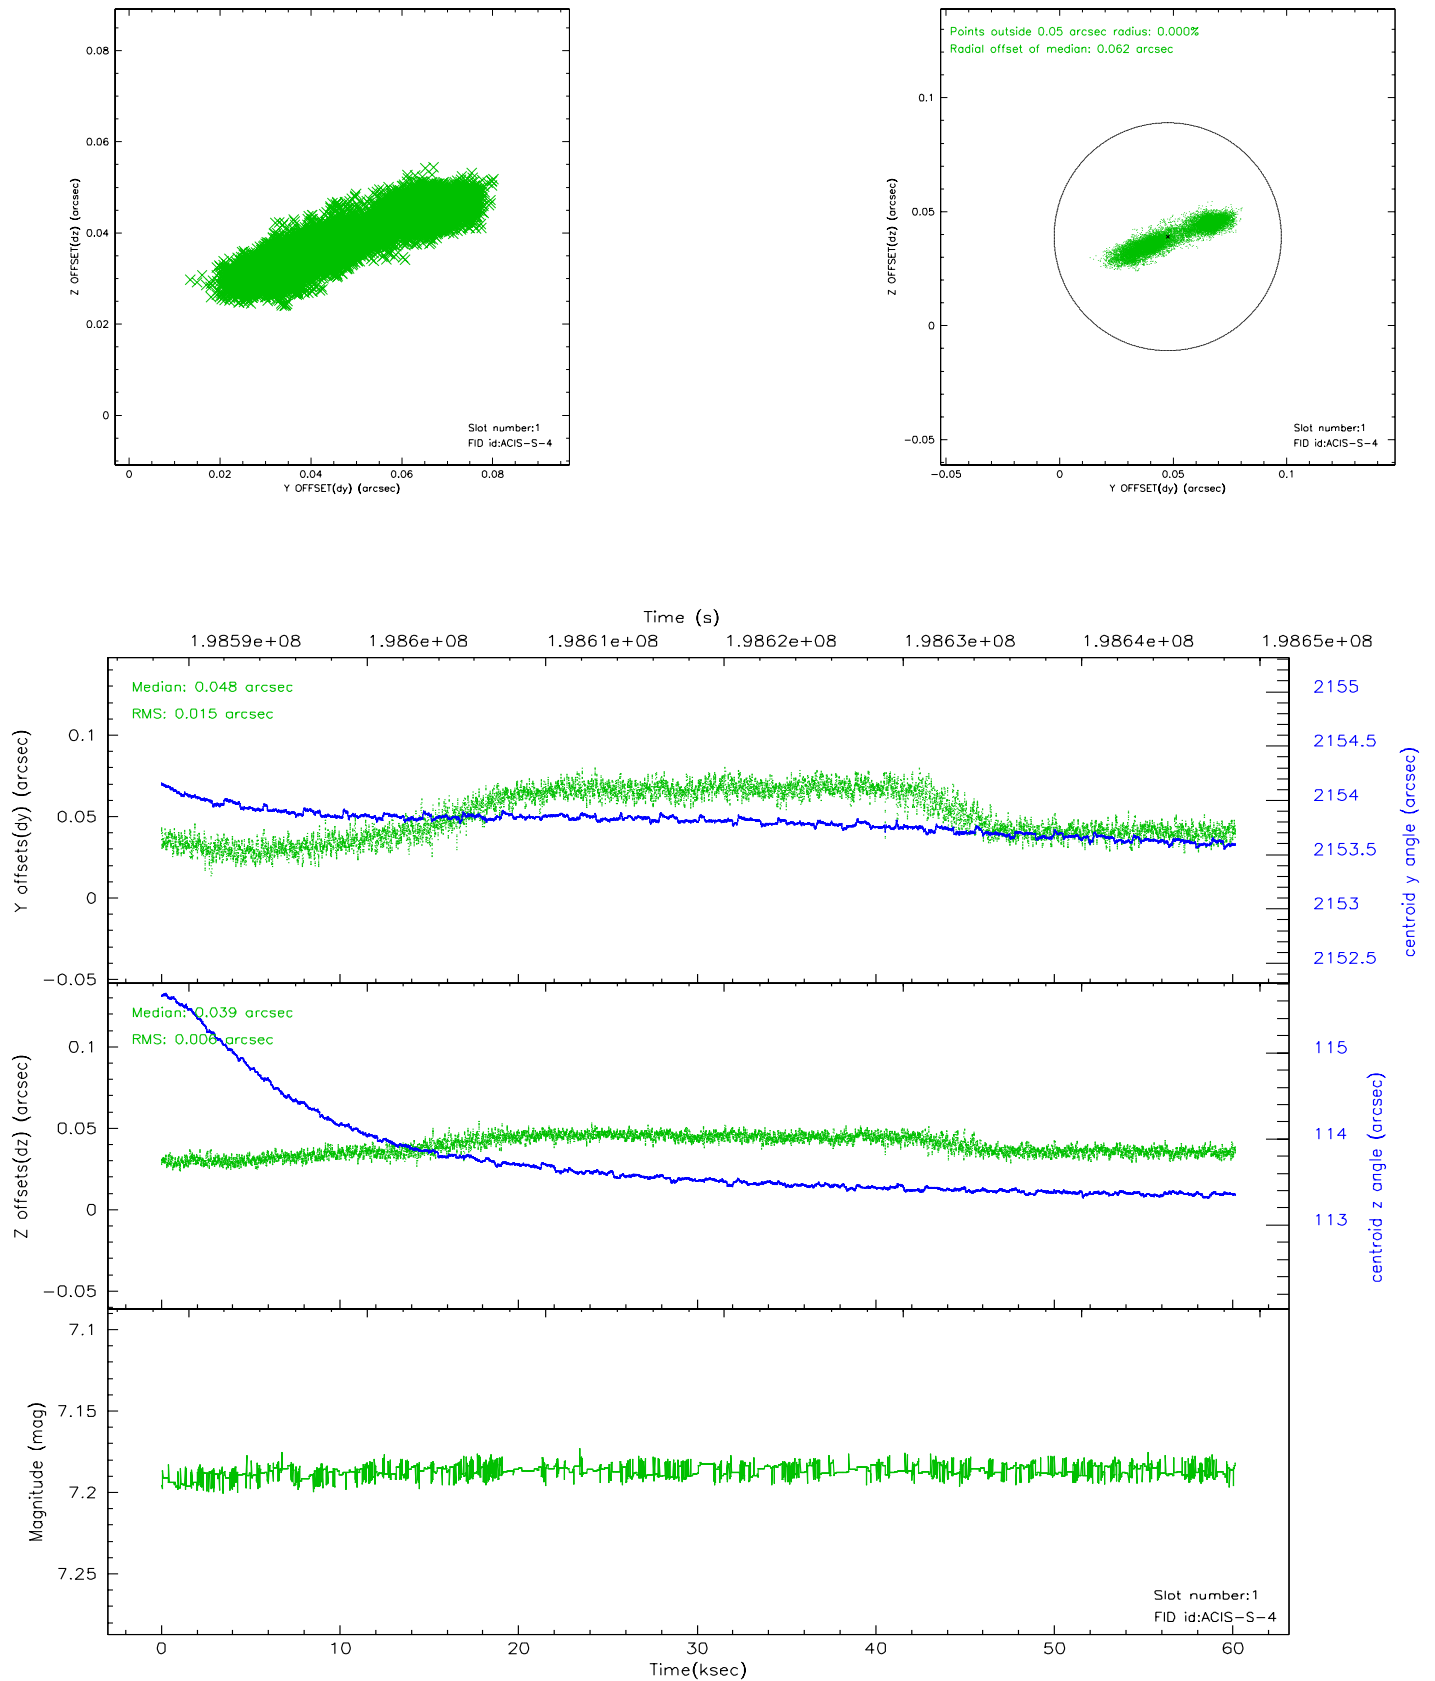 0.08
0.06
0.04
0.02
0
Z OFFSET(dz) (arcsec)
0
0.02
0.04
0.06
0.08
Y OFFSET(dy) (arcsec)
Slot number:1
FID id:ACIS-S-4
Points outside 0.05 arcsec radius: 0.000%
Radial offset of median: 0.062 arcsec
0.1
0.05
0
-0.05
Z OFFSET(dz) (arcsec)
-0.05
0
0.05
0.1
Y OFFSET(dy) (arcsec)
Slot number:1
FID id:ACIS-S-4
Time (s)
1.9859e+08
1.986e+08
1.9861e+08
1.9862e+08
1.9863e+08
1.9864e+08
1.9865e+08
Median: 0.048 arcsec
RMS: 0.015 arcsec
0.1
0.05
0
-0.05
Y offsets(dy) (arcsec)
2155
2154.5
2154
2153.5
2153
2152.5
centroid y angle (arcsec)
Median: 0.039 arcsec
RMS: 0.006 arcsec
0.1
0.05
0
-0.05
Z offsets(dz) (arcsec)
115
114
113
centroid z angle (arcsec)
7.1
7.15
7.2
7.25
Magnitude (mag)
Slot number:1
FID id:ACIS-S-4
0
10
20
30
40
50
60
Time(ksec)